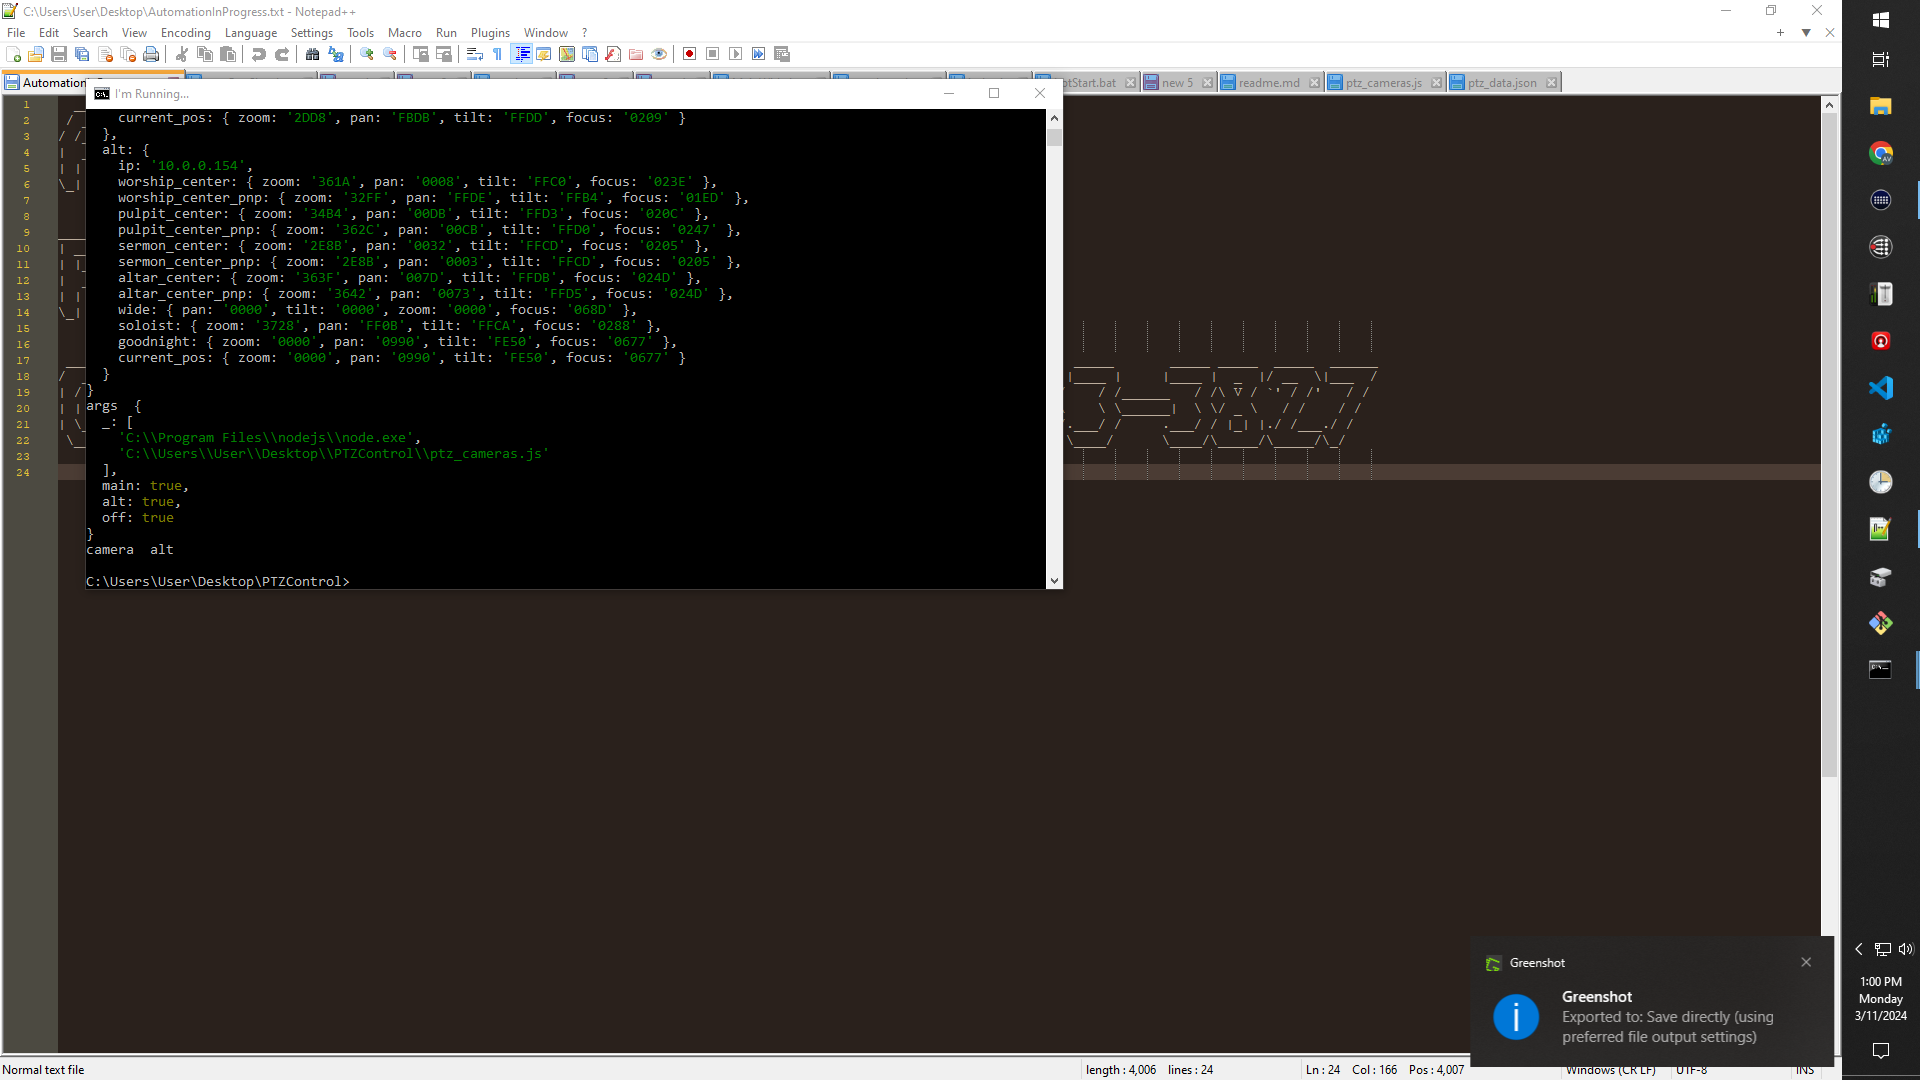 C:\Users\User\Desktop\AutomationInProgress.txt - Notepad++
File Edit Search View Encoding Language Settings Tools Macro Run Plugins Window ?
Automation
ptStart.bat new 5 readme.md ptz_cameras.js ptz_data.json
I'm Running...
current_pos: { zoom: '2DD8', pan: 'FBDB', tilt: 'FFDD', focus: '0209' }
},
alt: {
ip: '10.0.0.154',
worship_center: { zoom: '361A', pan: '0008', tilt: 'FFC0', focus: '023E' },
worship_center_pnp: { zoom: '32FF', pan: 'FFDE', tilt: 'FFB4', focus: '01ED' },
pulpit_center: { zoom: '34B4', pan: '00DB', tilt: 'FFD3', focus: '020C' },
pulpit_center_pnp: { zoom: '362C', pan: '00CB', tilt: 'FFD0', focus: '0247' },
sermon_center: { zoom: '2E8B', pan: '0032', tilt: 'FFCD', focus: '0205' },
sermon_center_pnp: { zoom: '2E8B', pan: '0003', tilt: 'FFCD', focus: '0205' },
altar_center: { zoom: '363F', pan: '007D', tilt: 'FFDB', focus: '024D' },
altar_center_pnp: { zoom: '3642', pan: '0073', tilt: 'FFD5', focus: '024D' },
wide: { pan: '0000', tilt: '0000', zoom: '0000', focus: '068D' },
soloist: { zoom: '3728', pan: 'FF0B', tilt: 'FFCA', focus: '0288' },
goodnight: { zoom: '0000', pan: '0990', tilt: 'FE50', focus: '0677' },
current_pos: { zoom: '0000', pan: '0990', tilt: 'FE50', focus: '0677' }
}
}
args {
_: [
'C:\\Program Files\\nodejs\\node.exe',
'C:\\Users\\User\\Desktop\\PTZControl\\ptz_cameras.js'
],
main: true,
alt: true,
off: true
}
camera alt
C:\Users\User\Desktop\PTZControl>
1
2
3
4
5
6
7
8
9
10
11
12
13
14
15
16
17
18
19
20
21
22
23
24
3-3827
Greenshot
Greenshot
Exported to: Save directly (using
preferred file output settings)
1:00 PM
Monday
3/11/2024
Normal text file length : 4,006 lines : 24 Ln : 24 Col : 166 Pos : 4,007 Windows (CR LF) UTF-8 INS